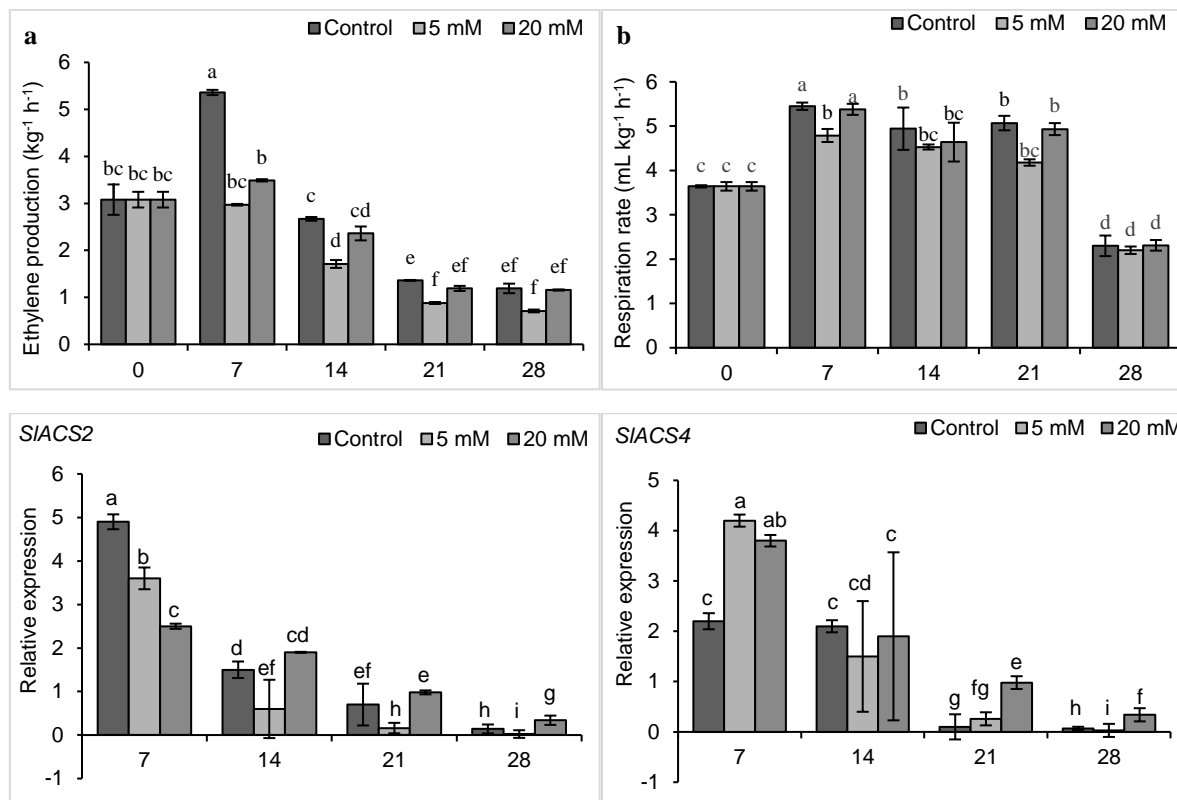 a
Control 5 mM 20 mM
Ethylene production (kg⁻¹ h⁻¹)
6
5
4
3
2
1
0
bc bc bc
a bc b
c d cd
e f ef
ef f ef
0 7 14 21 28
b
Control 5 mM 20 mM
Respiration rate (mL kg⁻¹ h⁻¹)
6
5
4
3
2
1
0
c c c
a b a
b bc bc
b bc b
d d d
0 7 14 21 28
SlACS2
Control 5 mM 20 mM
Relative expression
6
5
4
3
2
1
0
-1
a b c
d ef cd
ef h e
h i g
7 14 21 28
SlACS4
Control 5 mM 20 mM
Relative expression
5
4
3
2
1
0
-1
c a ab
c cd c
g fg e
h i f
7 14 21 28